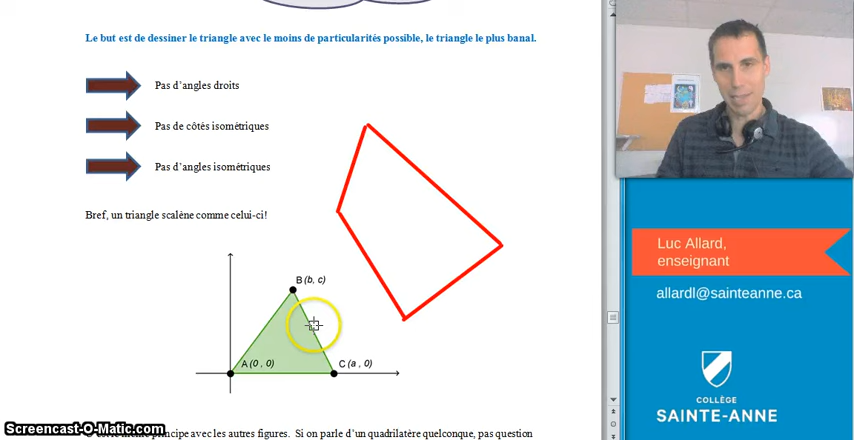 Le but est de dessiner le triangle avec le moins de particularités possible, le triangle le plus banal.
Pas d'angles droits
Pas de côtés isométriques
Pas d'angles isométriques
Bref, un triangle scalène comme celui-ci!
B (b, c)
A (0 , 0)
C (a , 0)
même principe avec les autres figures. Si on parle d'un quadrilatère quelconque, pas question
Luc Allard,
enseignant
allardl@sainteanne.ca
COLLÈGE
SAINTE-ANNE
Screencast-O-Matic.com